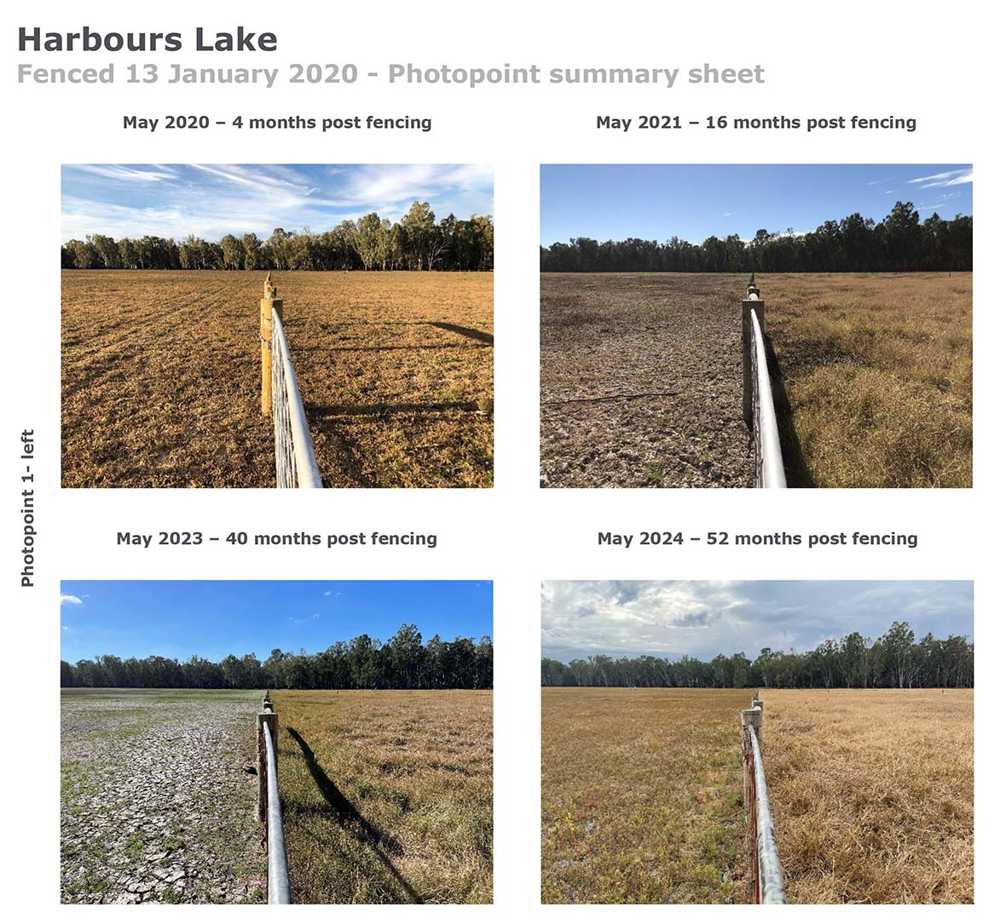 Harbours Lake
Fenced 13 January 2020 - Photopoint summary sheet
May 2020 – 4 months post fencing
May 2021 – 16 months post fencing
Photopoint 1- left
May 2023 – 40 months post fencing
May 2024 – 52 months post fencing